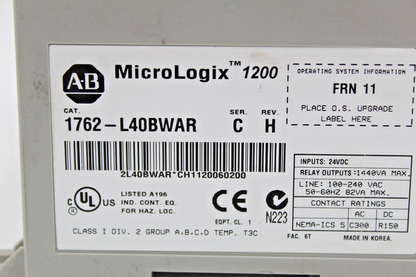 AB
MicroLogix™ 1200
CAT. SER. REV.
1762-L40BWAR C H
2L40BWAR*CH1120060200
OPERATING SYSTEM INFORMATION
FRN 11
PLACE O.S. UPGRADE
LABEL HERE
C UL US
LISTED A196
IND. CONT. EQ.
FOR HAZ. LOC.
CE
EQPT. CL. 1
N223
CLASS I DIV. 2 GROUP A,B,C,D TEMP. T3C
INPUTS: 24VDC
RELAY OUTPUTS:1440VA MAX.
LINE: 100-240 VAC
50-60HZ 82VA MAX.
CONTACT RATINGS
AC DC
NEMA-ICS 5 C300 R150
FAC. 6T MADE IN KOREA.